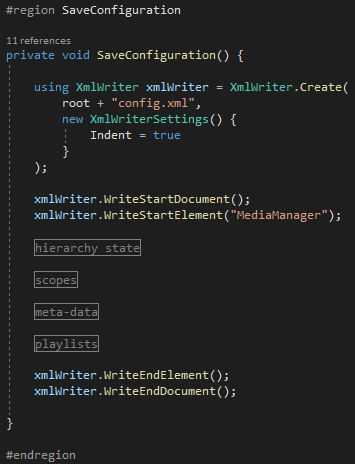 #region SaveConfiguration
11 references
private void SaveConfiguration() {
using XmlWriter xmlWriter = XmlWriter.Create(
root + "config.xml",
new XmlWriterSettings() {
Indent = true
}
);
xmlWriter.WriteStartDocument();
xmlWriter.WriteStartElement("MediaManager");
hierarchy state
scopes
meta-data
playlists
xmlWriter.WriteEndElement();
xmlWriter.WriteEndDocument();
}
#endregion